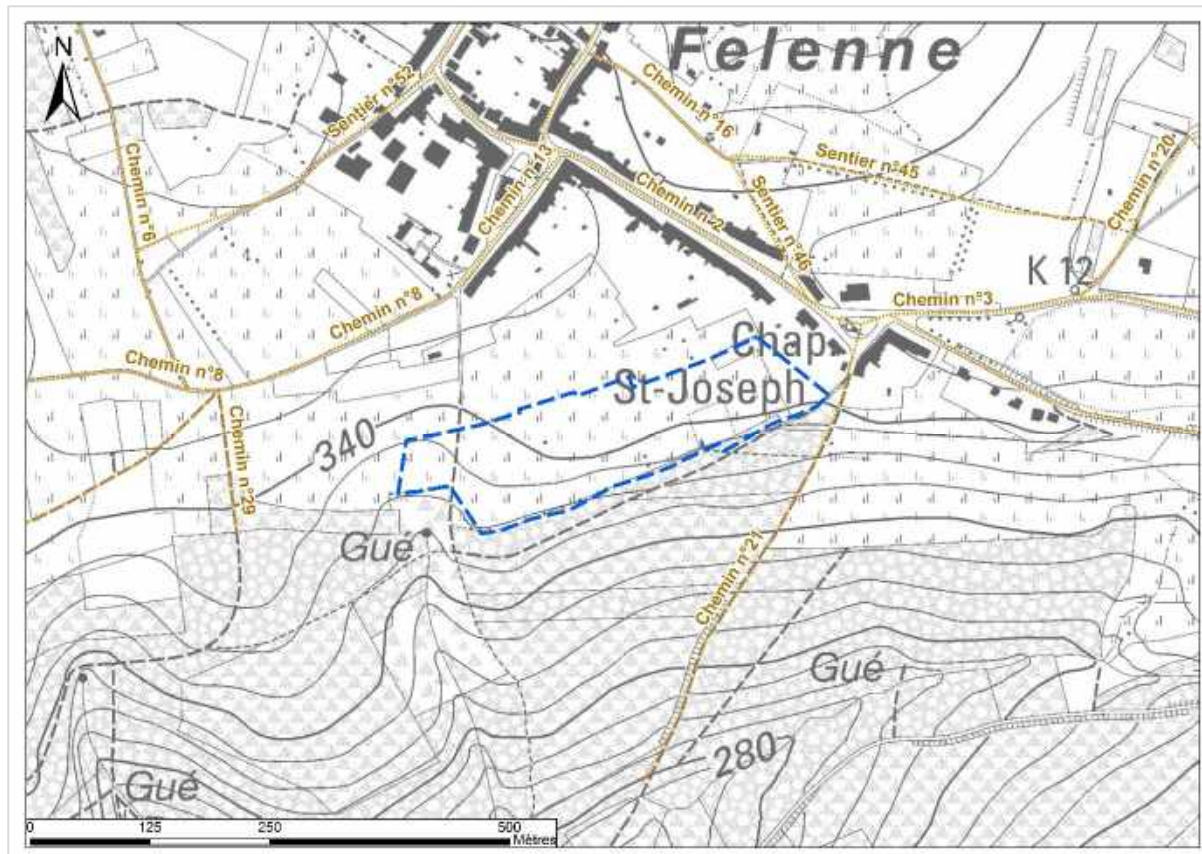 N
Felenne
Sentier n°52
Chemin n°16
Chemin n°6
Chemin n°13
Chemin n°2
Sentier n°45
Chemin n°20
Sentier n°46
K 12
Chemin n°3
Chemin n°8
Chap.
St-Joseph
Chemin n°8
340
Chemin n°29
Gué
Chemin n°21
Gué
280
Gué
0 125 250 500
Mètres